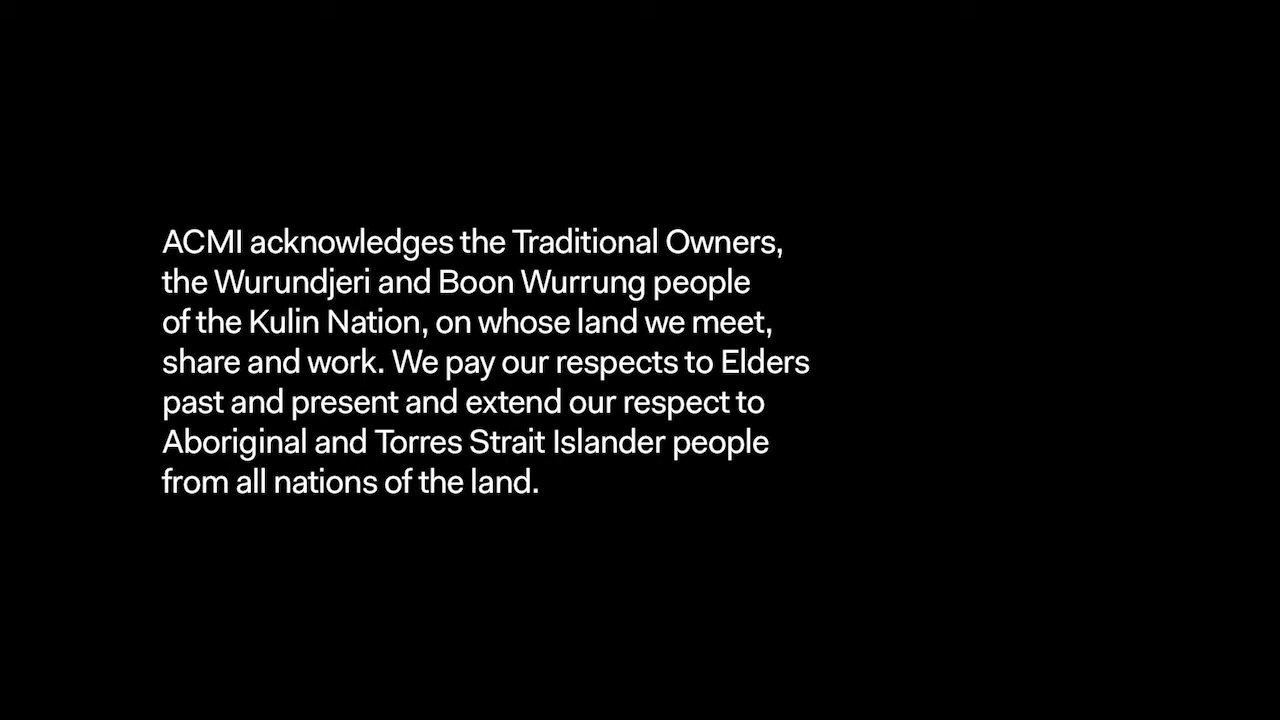 ACMI acknowledges the Traditional Owners,
the Wurundjeri and Boon Wurrung people
of the Kulin Nation, on whose land we meet,
share and work. We pay our respects to Elders
past and present and extend our respect to
Aboriginal and Torres Strait Islander people
from all nations of the land.